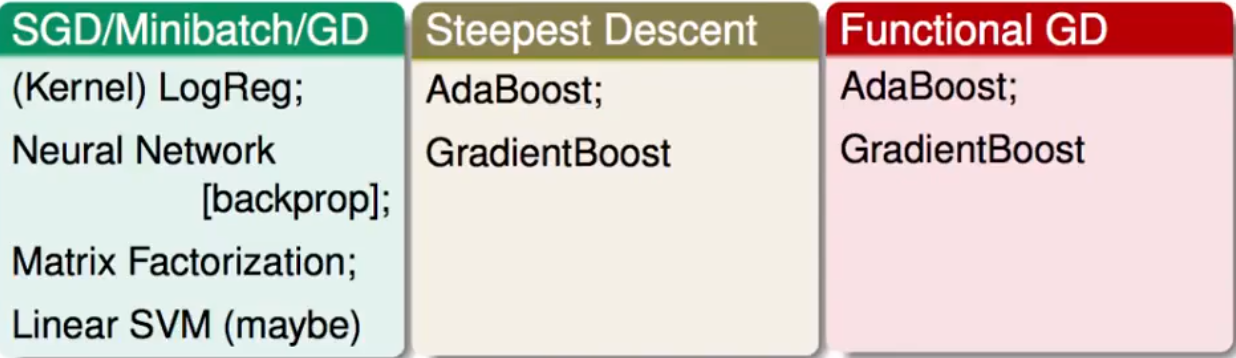 SGD/Minibatch/GD
(Kernel) LogReg;
Neural Network
[backprop];
Matrix Factorization;
Linear SVM (maybe)
Steepest Descent
AdaBoost;
GradientBoost
Functional GD
AdaBoost;
GradientBoost